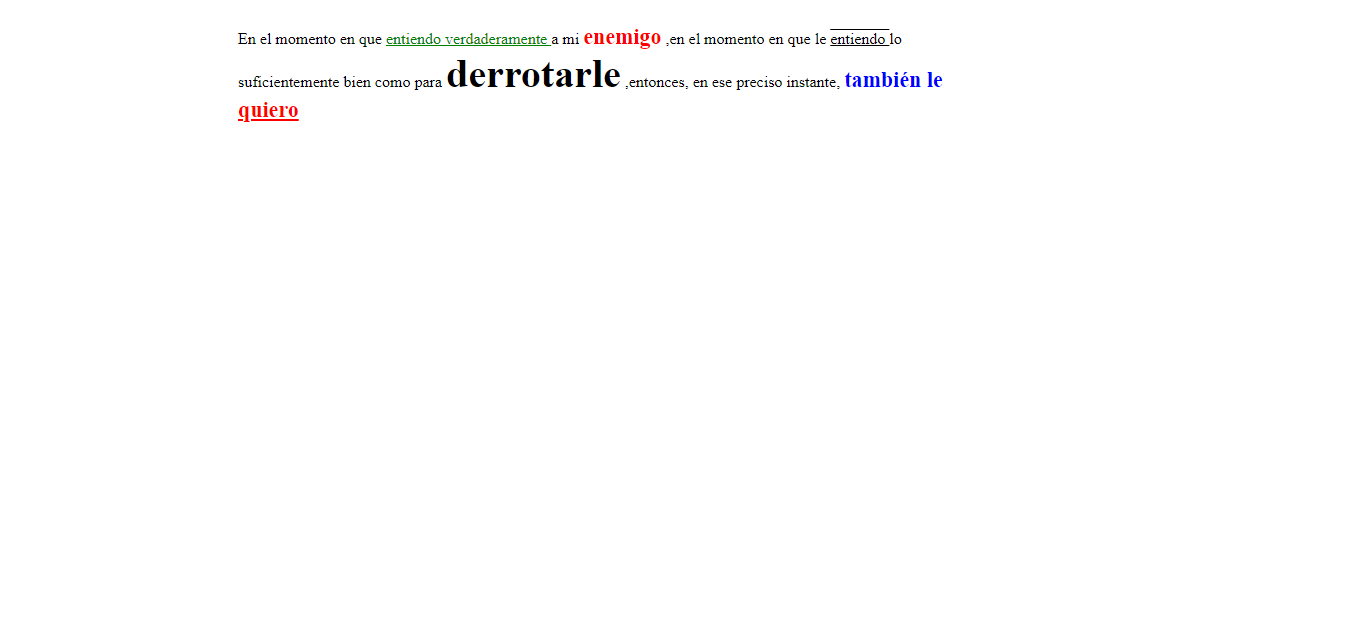 En el momento en que entiendo verdaderamente a mi enemigo ,en el momento en que le entiendo lo
suficientemente bien como para derrotarle ,entonces, en ese preciso instante, también le
quiero